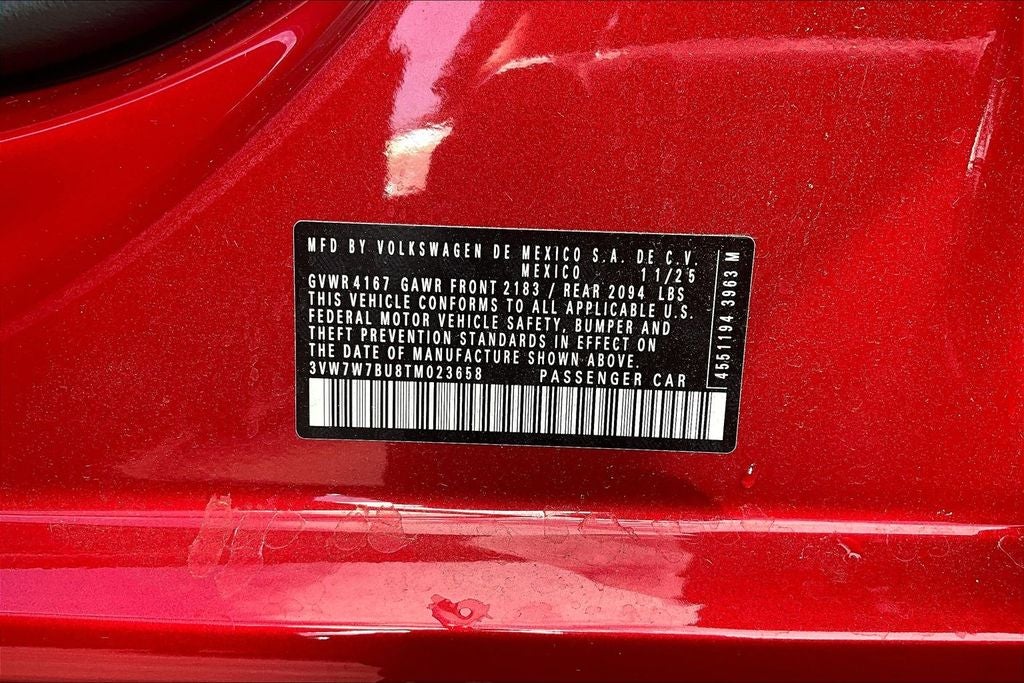 MFD BY VOLKSWAGEN DE MEXICO S.A. DE C.V.
MEXICO 11/25
GVWR 4167 GAWR FRONT 2183 / REAR 2094 LBS
THIS VEHICLE CONFORMS TO ALL APPLICABLE U.S.
FEDERAL MOTOR VEHICLE SAFETY, BUMPER AND
THEFT PREVENTION STANDARDS IN EFFECT ON
THE DATE OF MANUFACTURE SHOWN ABOVE.
3VW7W7BU8TM023658 PASSENGER CAR
4551194 3963 M